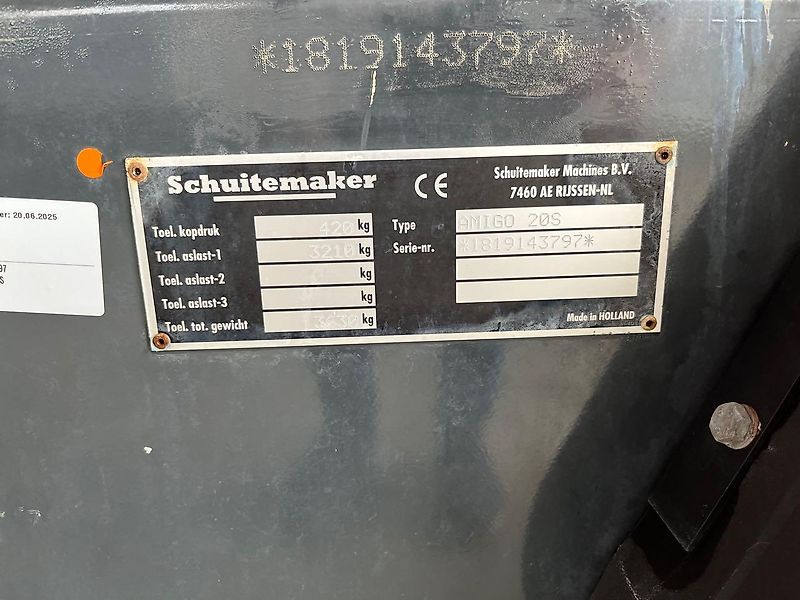 *1819143797*
er: 20.06.2025
97
S
Schuitemaker CE
Schuitemaker Machines B.V.
7460 AE RIJSSEN-NL
Toel. kopdruk 420 kg
Toel. aslast-1 3210 kg
Toel. aslast-2 kg
Toel. aslast-3 kg
Toel. tot. gewicht 3630 kg
Type AMIGO 20S
Serie-nr. *1819143797*
Made in HOLLAND